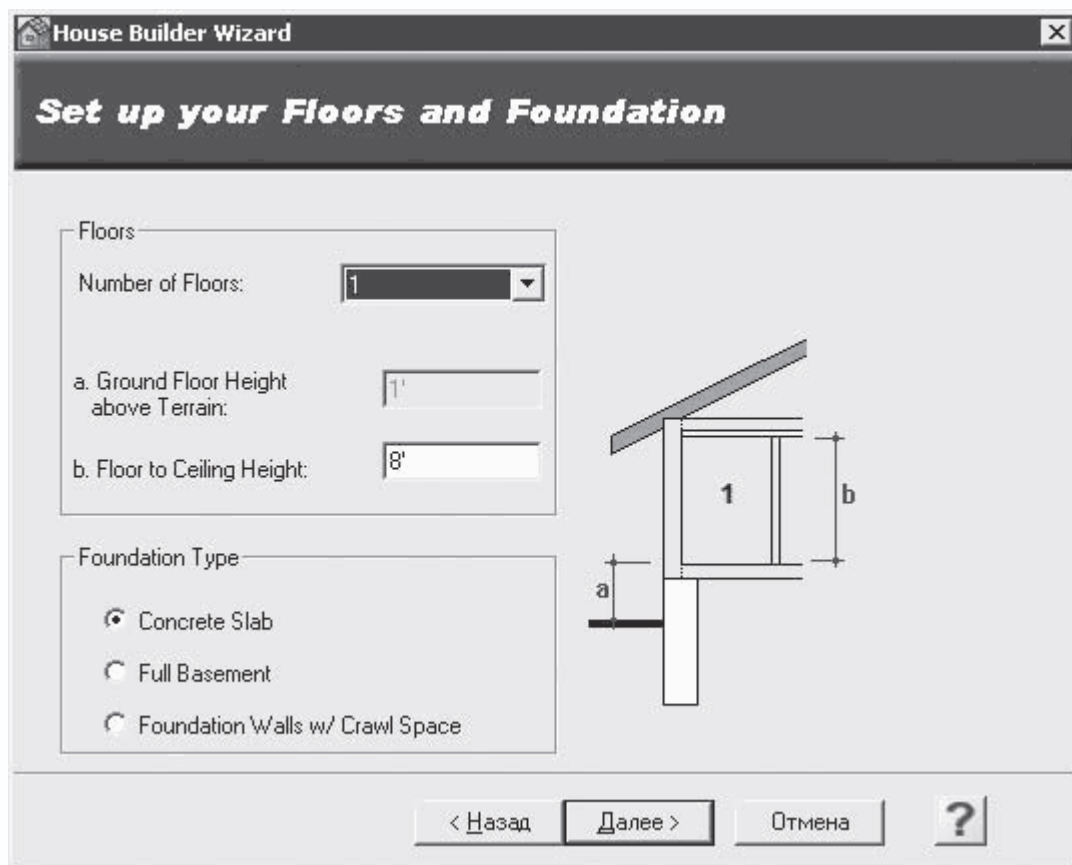 House Builder Wizard
Set up your Floors and Foundation
Floors
Number of Floors:
1
a. Ground Floor Height
above Terrain:
1'
b. Floor to Ceiling Height:
8'
1
b
a
Foundation Type
Concrete Slab
Full Basement
Foundation Walls w/ Crawl Space
< Назад
Далее >
Отмена
?